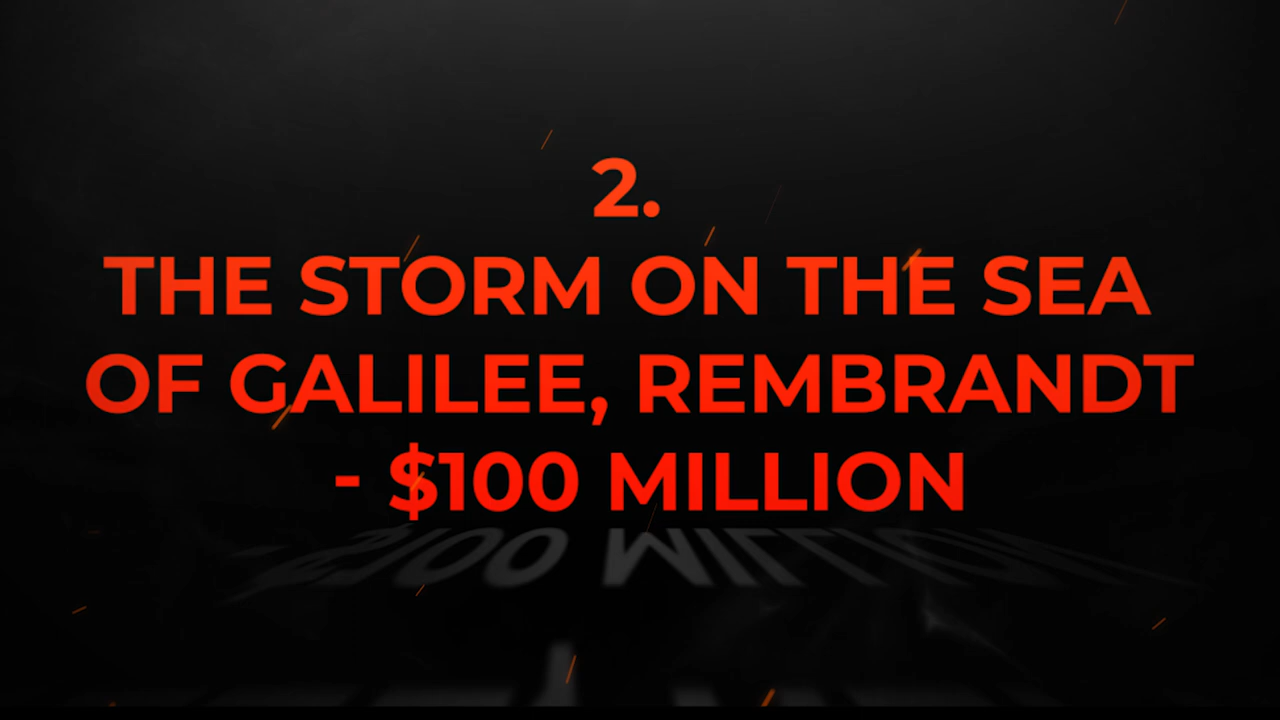 2.
THE STORM ON THE SEA
OF GALILEE, REMBRANDT
- $100 MILLION